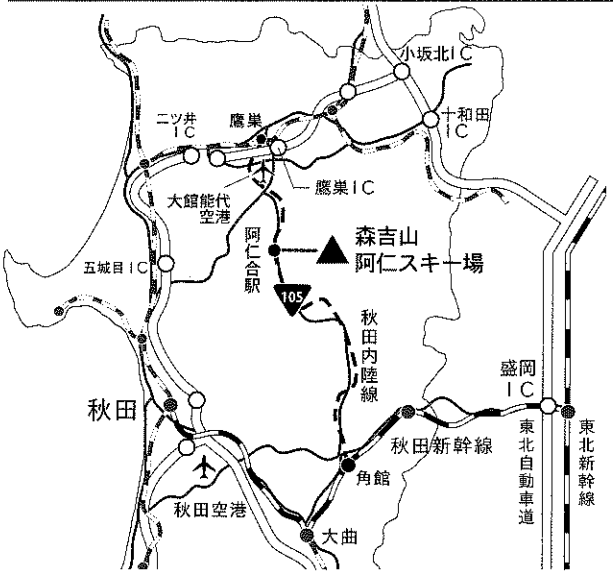 小坂北IC
二ツ井
IC
鷹巣
十和田
IC
大館能代
空港
鷹巣IC
阿仁合駅
森吉山
阿仁スキー場
五城目IC
105
秋田内陸線
盛岡
IC
秋田
秋田新幹線
東北自動車道
東北新幹線
角館
秋田空港
大曲